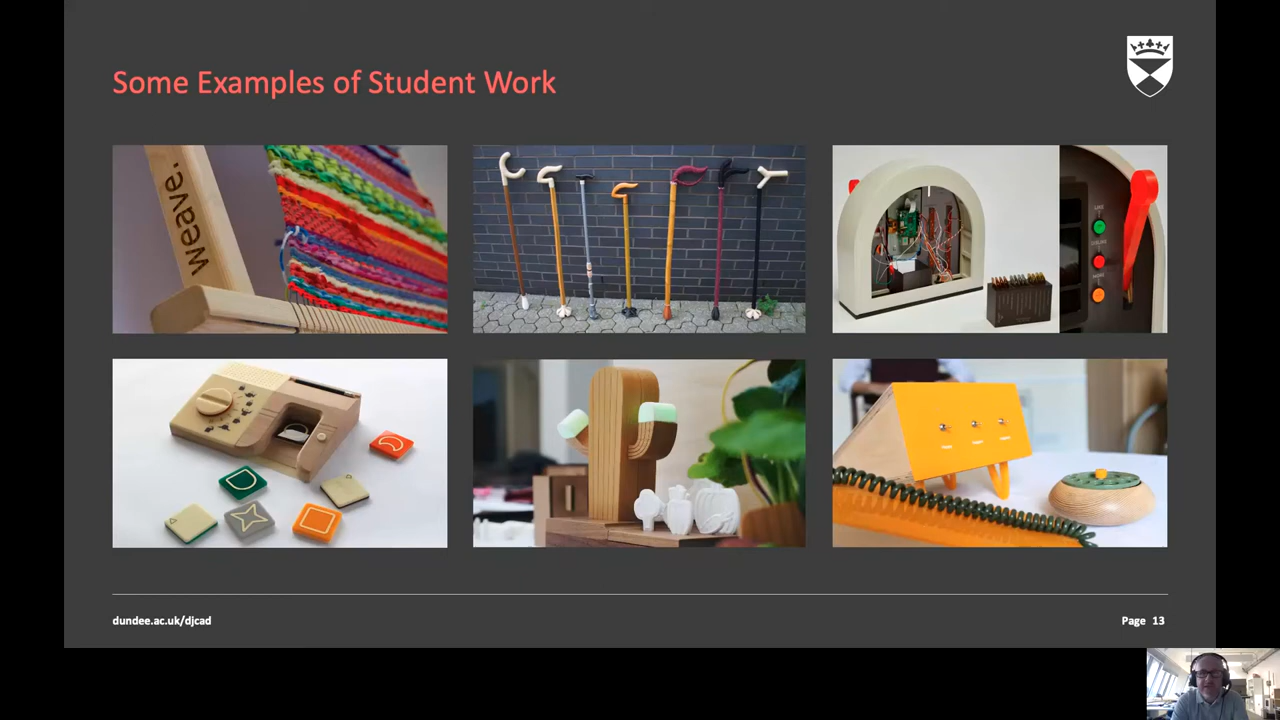 Some Examples of Student Work
weave.
dundee.ac.uk/djcad
Page 13